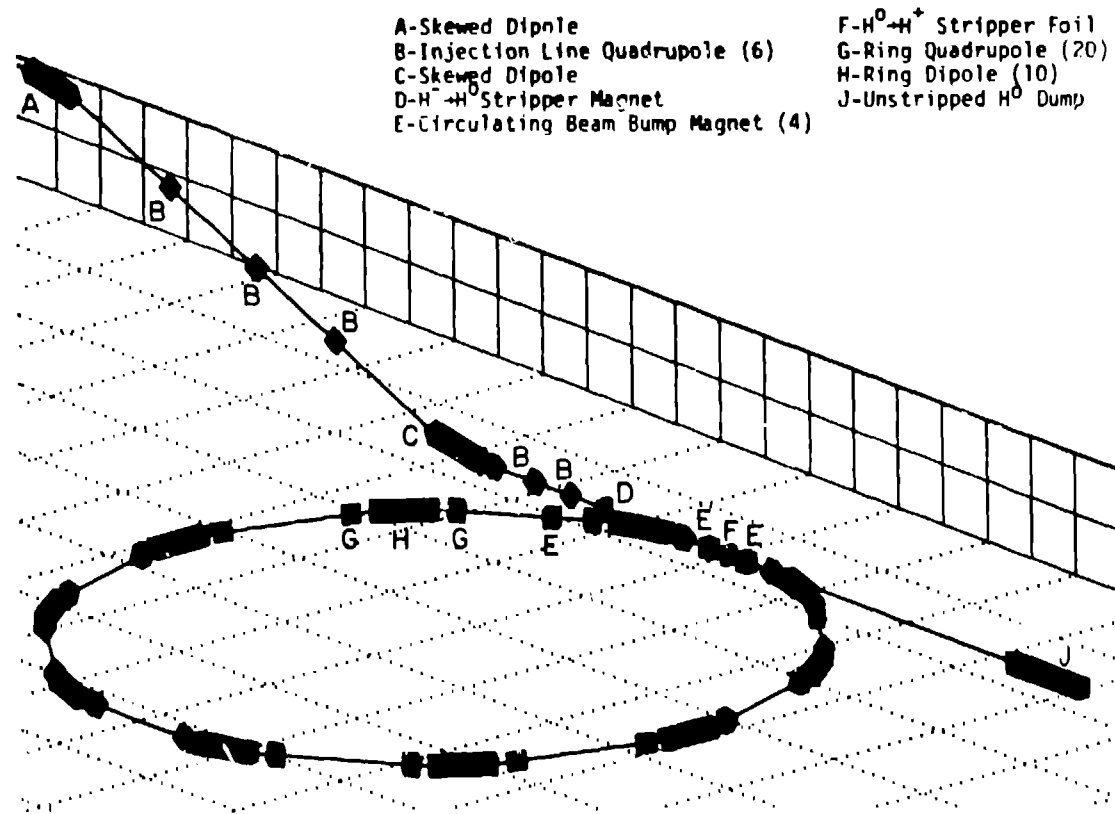 A-Skewed Dipole
B-Injection Line Quadrupole (6)
C-Skewed Dipole
D-H⁻→H⁰ Stripper Magnet
E-Circulating Beam Bump Magnet (4)
F-H⁰→H⁺ Stripper Foil
G-Ring Quadrupole (20)
H-Ring Dipole (10)
J-Unstripped H⁰ Dump
A
B
B
B
C
B
B
D
G
H
G
E
E
F
E
J